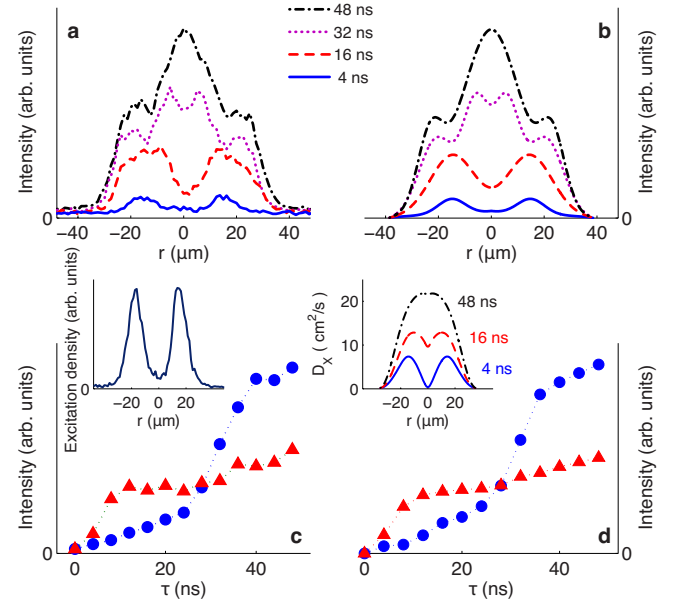 a
48 ns
32 ns
16 ns
4 ns
b
Intensity (arb. units)
0
−40 −20 0 20 40
r (μm)
Intensity (arb. units)
0
−40 −20 0 20 40
r (μm)
Excitation density (arb. units)
0
−20 0 20
r (μm)
D_X ( cm²/s)
20
10
0
48 ns
16 ns
4 ns
−20 0 20
r (μm)
Intensity (arb. units)
0
c
0 20 40
τ (ns)
Intensity (arb. units)
0
d
0 20 40
τ (ns)